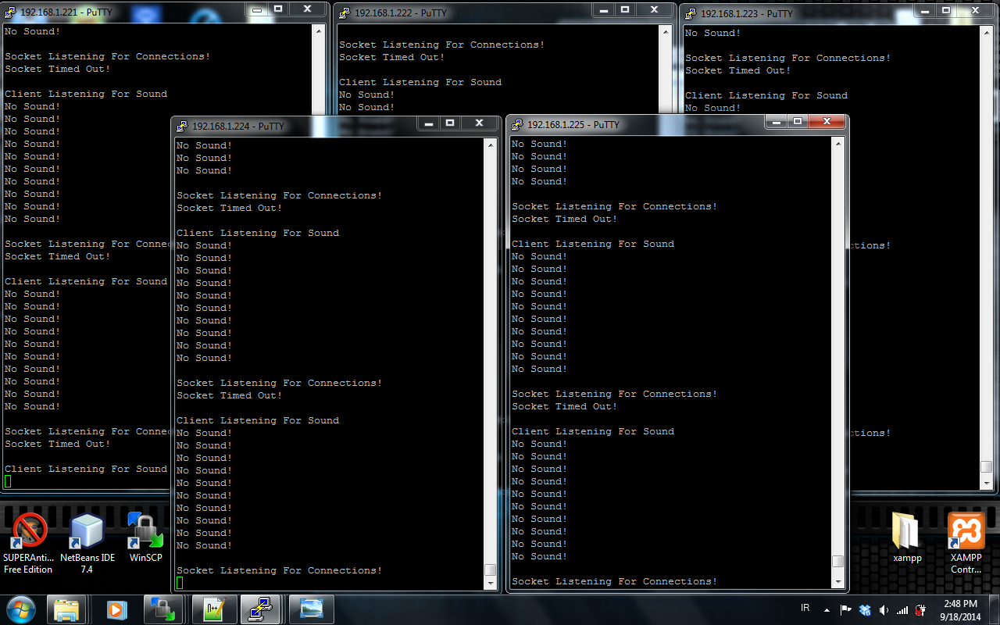 192.168.1.221 - PuTTY
No Sound!
Socket Listening For Connections!
Socket Timed Out!
Client Listening For Sound
No Sound!
No Sound!
No Sound!
No Sound!
No Sound!
No Sound!
No Sound!
No Sound!
No Sound!
No Sound!
Socket Listening For Connec
Socket Timed Out!
Client Listening For Sound
No Sound!
No Sound!
No Sound!
No Sound!
No Sound!
No Sound!
No Sound!
No Sound!
No Sound!
No Sound!
Socket Listening For Connec
Socket Timed Out!
Client Listening For Sound
192.168.1.222 - PuTTY
Socket Listening For Connections!
Socket Timed Out!
Client Listening For Sound
No Sound!
No Sound!
192.168.1.223 - PuTTY
No Sound!
Socket Listening For Connections!
Socket Timed Out!
Client Listening For Sound
No Sound!
ctions!
ctions!
192.168.1.224 - PuTTY
No Sound!
No Sound!
No Sound!
Socket Listening For Connections!
Socket Timed Out!
Client Listening For Sound
No Sound!
No Sound!
No Sound!
No Sound!
No Sound!
No Sound!
No Sound!
No Sound!
No Sound!
No Sound!
Socket Listening For Connections!
Socket Timed Out!
Client Listening For Sound
No Sound!
No Sound!
No Sound!
No Sound!
No Sound!
No Sound!
No Sound!
No Sound!
No Sound!
No Sound!
Socket Listening For Connections!
192.168.1.225 - PuTTY
No Sound!
No Sound!
No Sound!
No Sound!
Socket Listening For Connections!
Socket Timed Out!
Client Listening For Sound
No Sound!
No Sound!
No Sound!
No Sound!
No Sound!
No Sound!
No Sound!
No Sound!
No Sound!
No Sound!
Socket Listening For Connections!
Socket Timed Out!
Client Listening For Sound
No Sound!
No Sound!
No Sound!
No Sound!
No Sound!
No Sound!
No Sound!
No Sound!
No Sound!
No Sound!
Socket Listening For Connections!
SUPERAnti...
Free Edition
NetBeans IDE
7.4
WinSCP
xampp
XAMPP
Contr...
IR
2:48 PM
9/18/2014